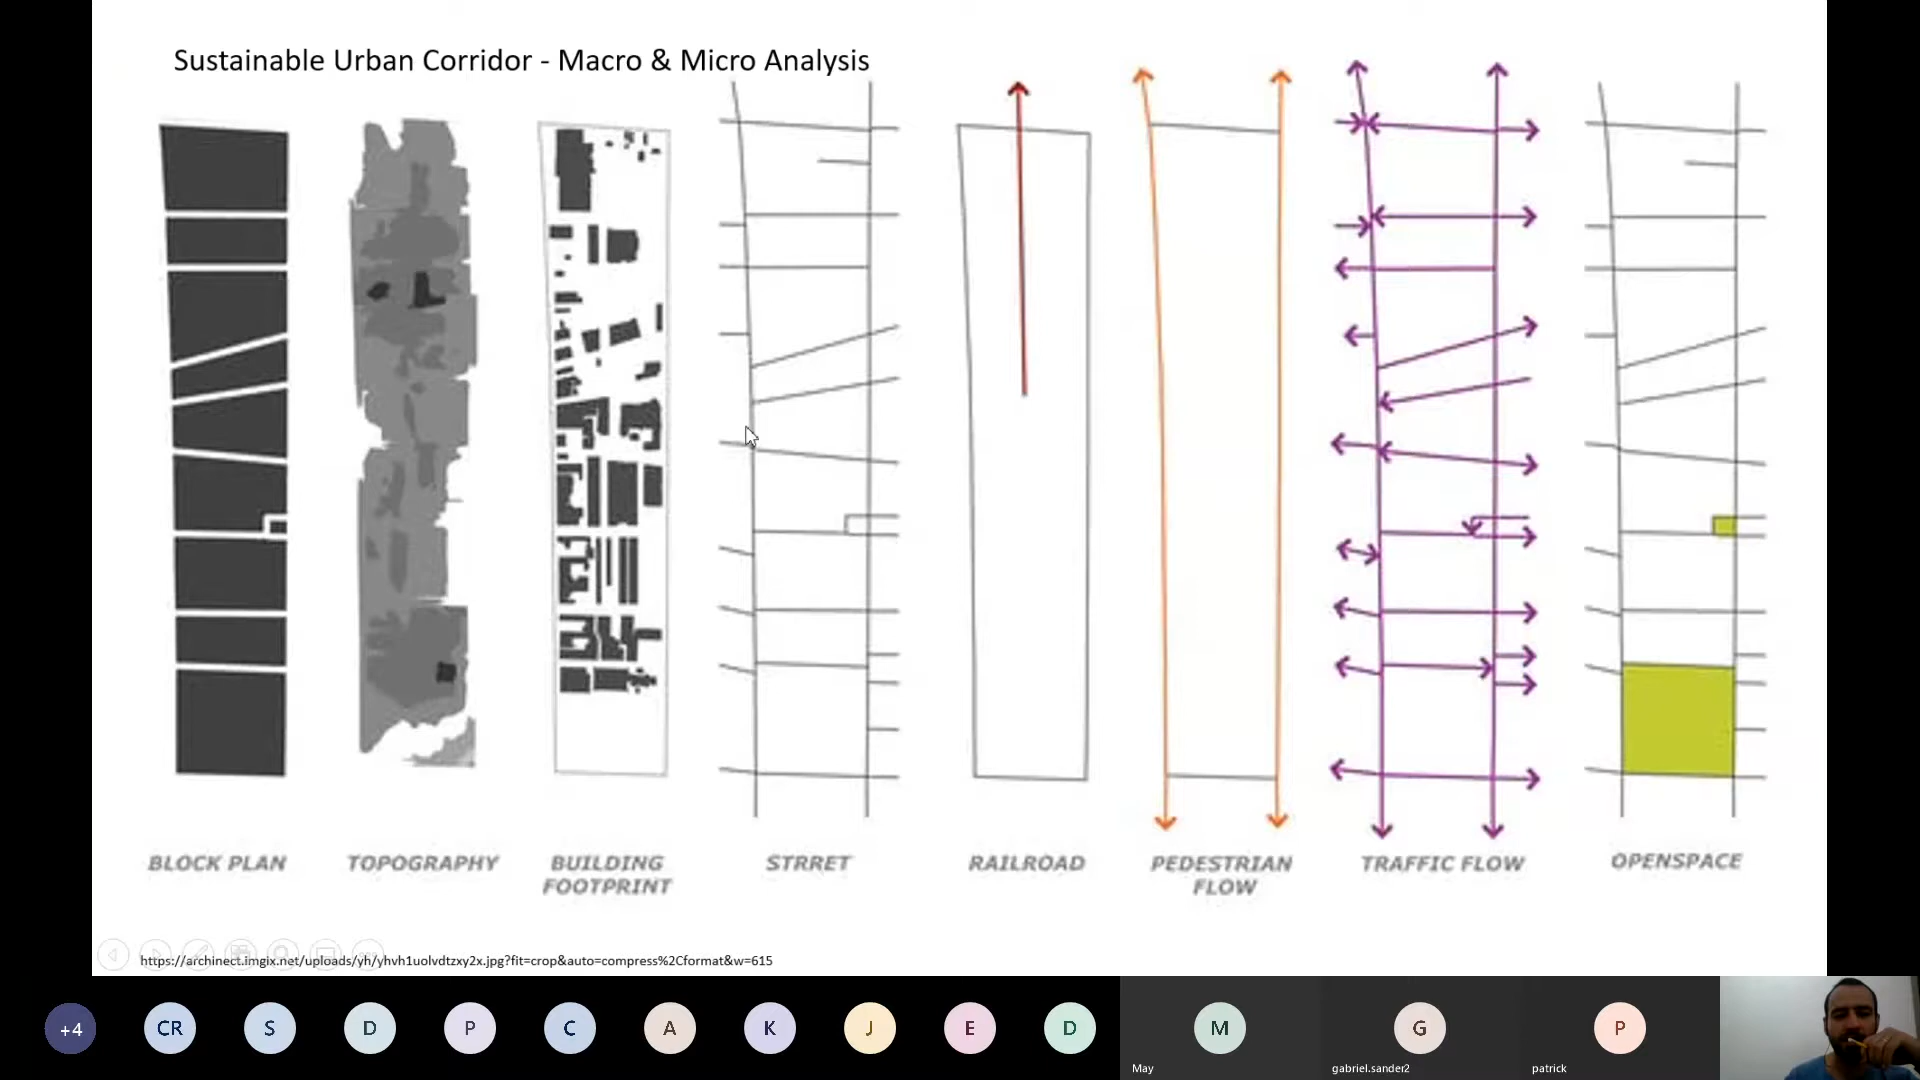 Sustainable Urban Corridor - Macro & Micro Analysis
BLOCK PLAN
TOPOGRAPHY
BUILDING
FOOTPRINT
STRRET
RAILROAD
PEDESTRIAN
FLOW
TRAFFIC FLOW
OPENSPACE
https://archinect.imgix.net/uploads/yh/yhvh1uolvdtzxy2x.jpg?fit=crop&auto=compress%2Cformat&w=615
+4
CR
S
D
P
C
A
K
J
E
D
M
G
P
May
gabriel.sander2
patrick